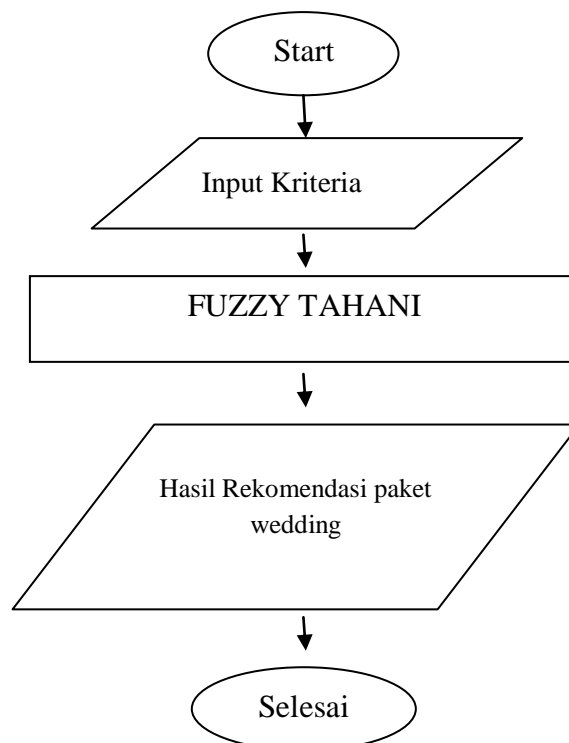 Start
Input Kriteria
FUZZY TAHANI
Hasil Rekomendasi paket
wedding
Selesai